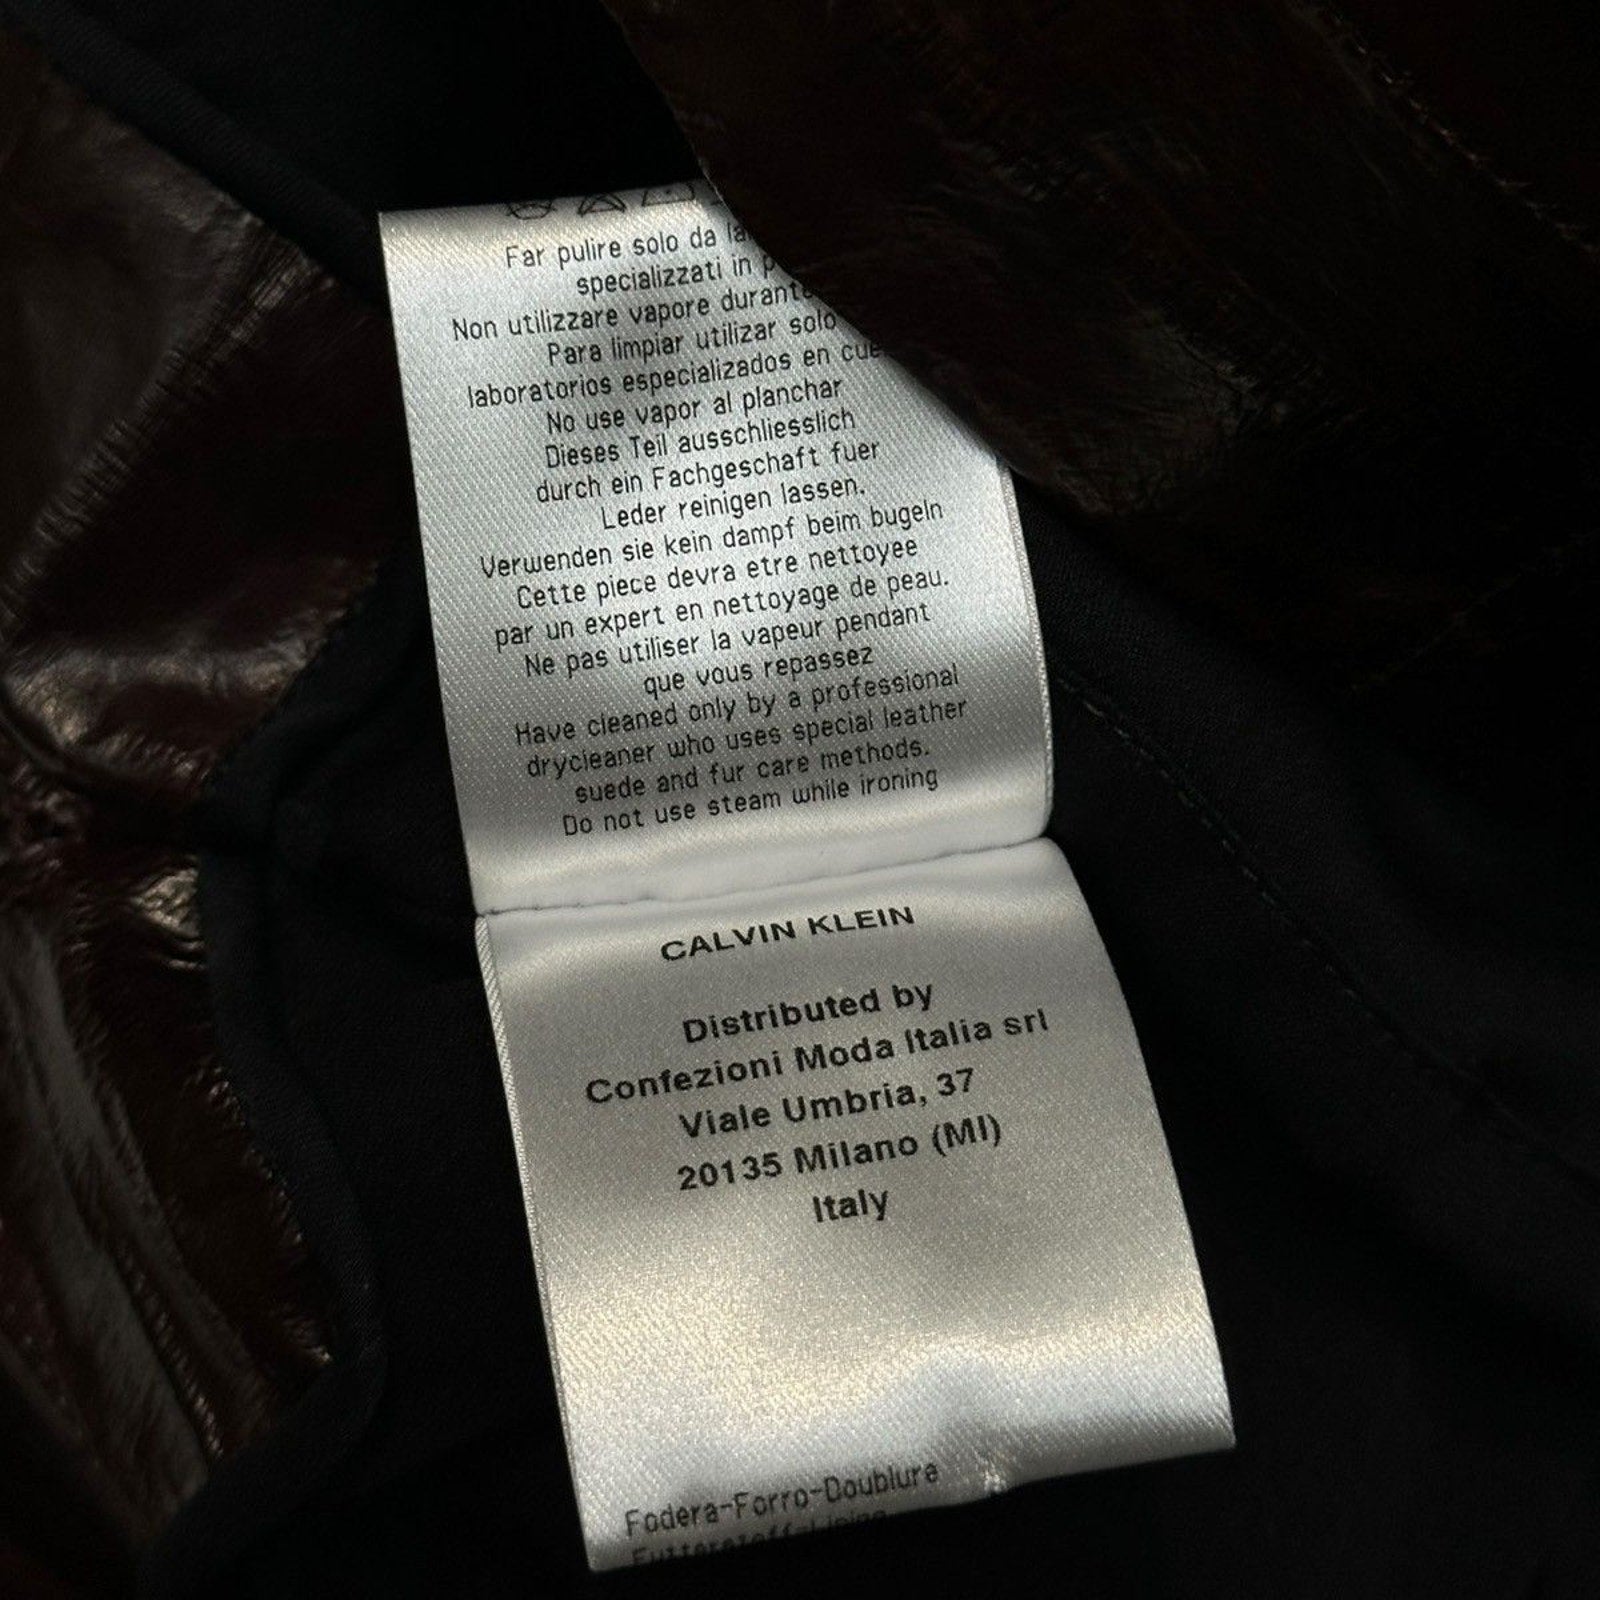 Far pulire solo da
specializzati in
Non utilizzare vapore durante
Para limpiar utilizar solo
laboratorios especializados en
No use vapor al planchar
Dieses Teil ausschliesslich
durch ein Fachgeschaft fuer
Leder reinigen lassen.
Verwenden sie kein dampf beim bugeln
Cette piece devra etre nettoyee
par un expert en nettoyage de peau.
Ne pas utiliser la vapeur pendant
que vous repassez
Have cleaned only by a professional
drycleaner who uses special leather
suede and fur care methods.
Do not use steam while ironing
CALVIN KLEIN
Distributed by
Confezioni Moda Italia srl
Viale Umbria, 37
20135 Milano (MI)
Italy
Fodera-Forro-Doublure